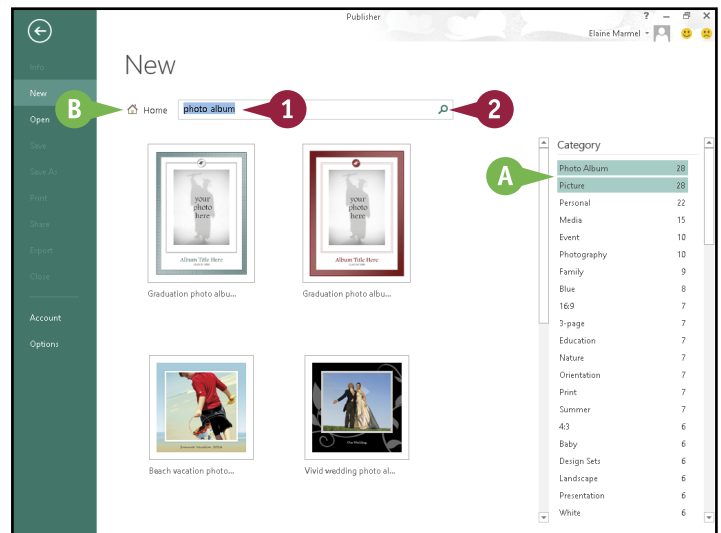 Publisher
?
Elaine Marmel
Info
New
Open
Save
Save As
Print
Share
Export
Close
Account
Options
New
B
Home
photo album
1
2
A
your
photo
here
Album Title Here
Graduation photo albu...
your
photo
here
Album Title Here
Graduation photo albu...
Beach vacation photo...
Our Wedding
Vivid wedding photo al...
Category
Photo Album 28
Picture 28
Personal 22
Media 15
Event 10
Photography 10
Family 9
Blue 8
16:9 7
3-page 7
Education 7
Nature 7
Orientation 7
Print 7
Summer 7
4:3 6
Baby 6
Design Sets 6
Landscape 6
Presentation 6
White 6